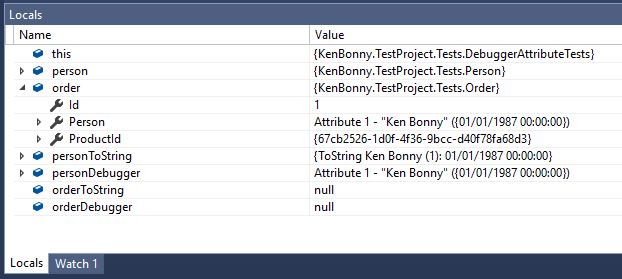 Locals
Name Value
this {KenBonny.TestProject.Tests.DebuggerAttributeTests}
person {KenBonny.TestProject.Tests.Person}
order {KenBonny.TestProject.Tests.Order}
Id 1
Person Attribute 1 - "Ken Bonny" ({01/01/1987 00:00:00})
ProductId {67cb2526-1d0f-4f36-9bcc-d40f78fa68d3}
personToString {ToString Ken Bonny (1): 01/01/1987 00:00:00}
personDebugger Attribute 1 - "Ken Bonny" ({01/01/1987 00:00:00})
orderToString null
orderDebugger null
Locals Watch 1